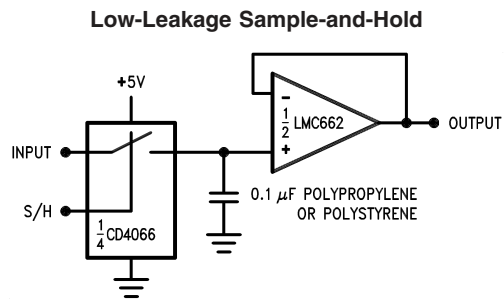 Low-Leakage Sample-and-Hold
+5V
INPUT
S/H
1/4 CD4066
−
+
1/2 LMC662
OUTPUT
0.1 μF POLYPROPYLENE
OR POLYSTYRENE